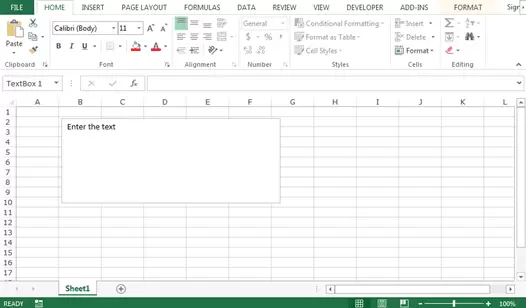 FILE HOME INSERT PAGE LAYOUT FORMULAS DATA REVIEW VIEW DEVELOPER ADD-INS FORMAT Sign
Calibri (Body) 11 A A General Conditional Formatting Insert
Paste $ % , Format as Table Delete
B I U A Cell Styles Format
Clipboard Font Alignment Number Styles Cells Editing
TextBox 1 fx
A B C D E F G H I J K L
1
2
Enter the text
3
4
5
6
7
8
9
10
11
12
13
14
15
16
17
Sheet1
READY 100%